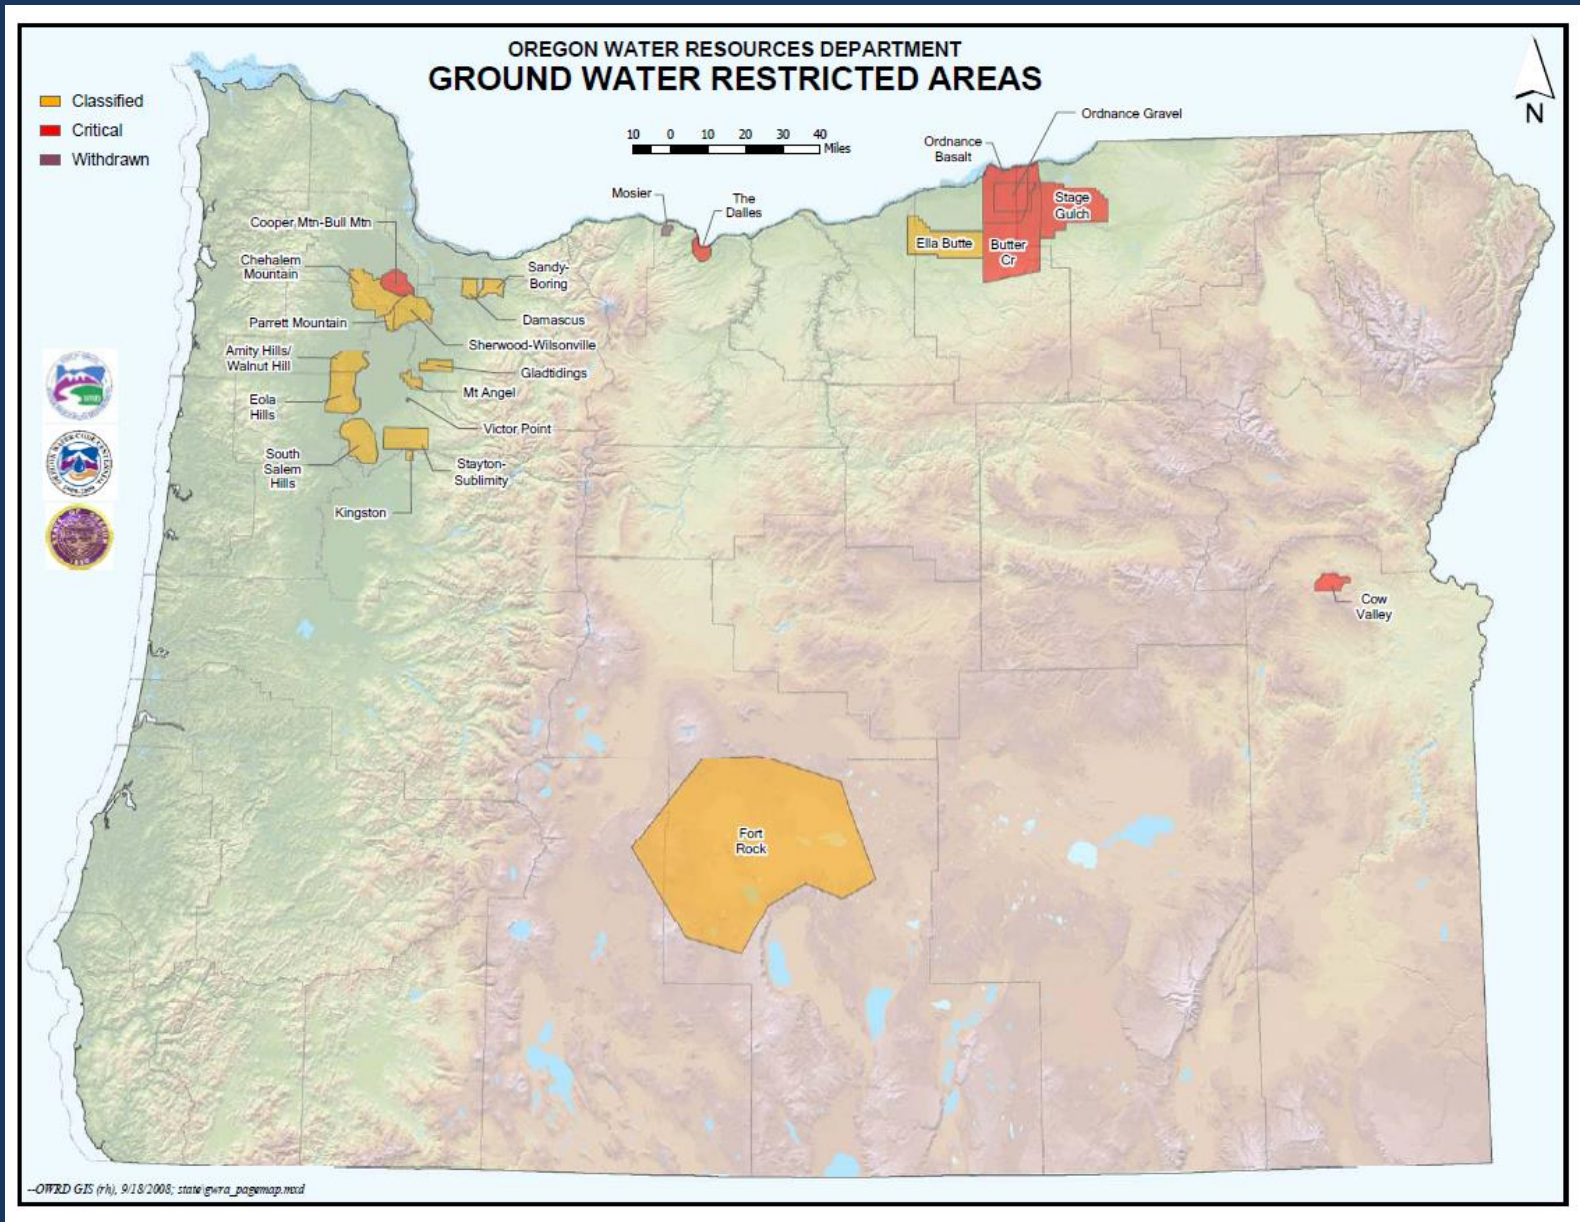 OREGON WATER RESOURCES DEPARTMENT
GROUND WATER RESTRICTED AREAS
Classified
Critical
Withdrawn
10 0 10 20 30 40
Miles
N
Ordnance Gravel
Ordnance
Basalt
Mosier
The
Dalles
Stage
Gulch
Cooper Mtn-Bull Mtn
Ella Butte
Butter
Cr
Chehalem
Mountain
Sandy-
Boring
Parrett Mountain
Damascus
Sherwood-Wilsonville
Amity Hills/
Walnut Hill
Gladtidings
Mt Angel
Eola
Hills
Victor Point
South
Salem
Hills
Stayton-
Sublimity
Kingston
Cow
Valley
Fort
Rock
--OWRD GIS (rh), 9/18/2008; state\gwra_pagemap.mxd